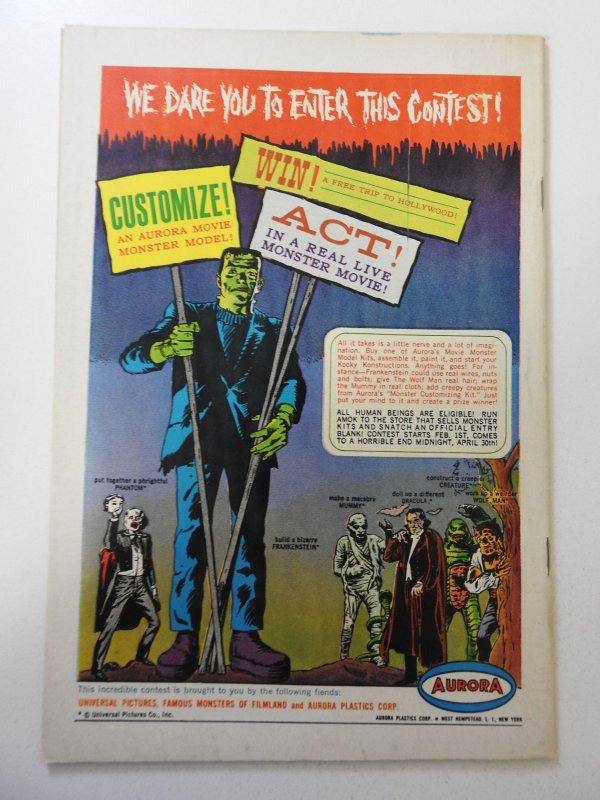 WE DARE YOU TO ENTER THIS CONTEST!
CUSTOMIZE!
AN AURORA MOVIE
MONSTER MODEL!
WIN! A FREE TRIP TO HOLLYWOOD!
ACT!
IN A REAL LIVE
MONSTER MOVIE!
All it takes is a little nerve and a lot of imagi-
nation. Buy one of Aurora's Movie Monster
Model Kits, assemble it, paint it, and start your
Kooky Konstructions. Anything goes! For in-
stance—Frankenstein could use real wires, nuts
and bolts; give The Wolf Man real hair; wrap
the Mummy in real cloth; add creepy creatures
from Aurora's "Monster Customizing Kit." Just
put your mind to it and create a prize winner!
ALL HUMAN BEINGS ARE ELIGIBLE! RUN
AMOK TO THE STORE THAT SELLS MONSTER
KITS AND SNATCH AN OFFICIAL ENTRY
BLANK! CONTEST STARTS FEB. 1ST, COMES
TO A HORRIBLE END MIDNIGHT, APRIL 30th!
put together a phrightful
PHANTOM*
build a bizarre
FRANKENSTEIN*
make a macabre
MUMMY*
doll up a different
DRACULA*
construct a creepier
CREATURE*
work up a weirder
WOLF MAN*
AURORA
This incredible contest is brought to you by the following fiends:
UNIVERSAL PICTURES, FAMOUS MONSTERS OF FILMLAND and AURORA PLASTICS CORP.
* © Universal Pictures Co., Inc.
AURORA PLASTICS CORP. • WEST HEMPSTEAD, L. I., NEW YORK